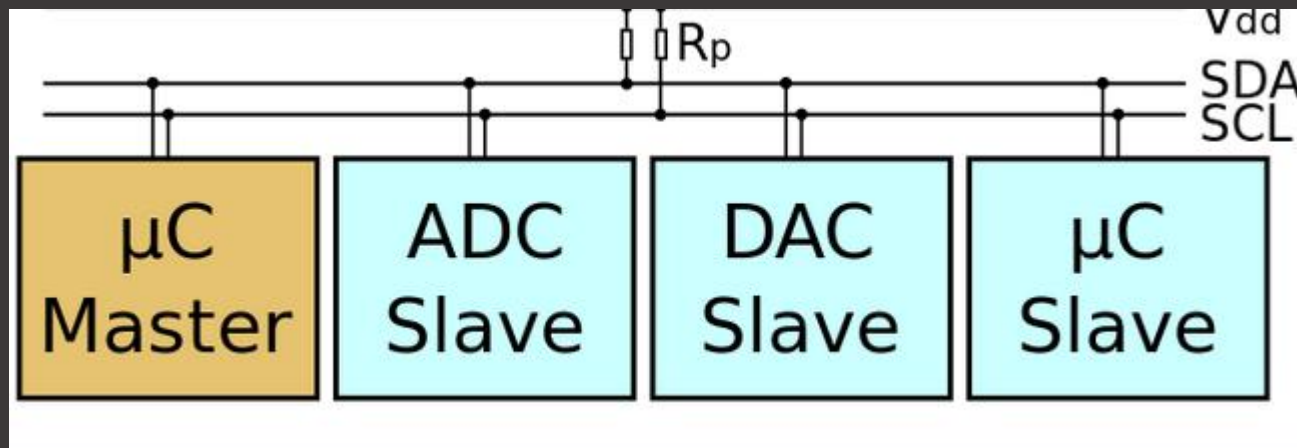 Vdd
Rp
SDA
SCL
µC
Master
ADC
Slave
DAC
Slave
µC
Slave